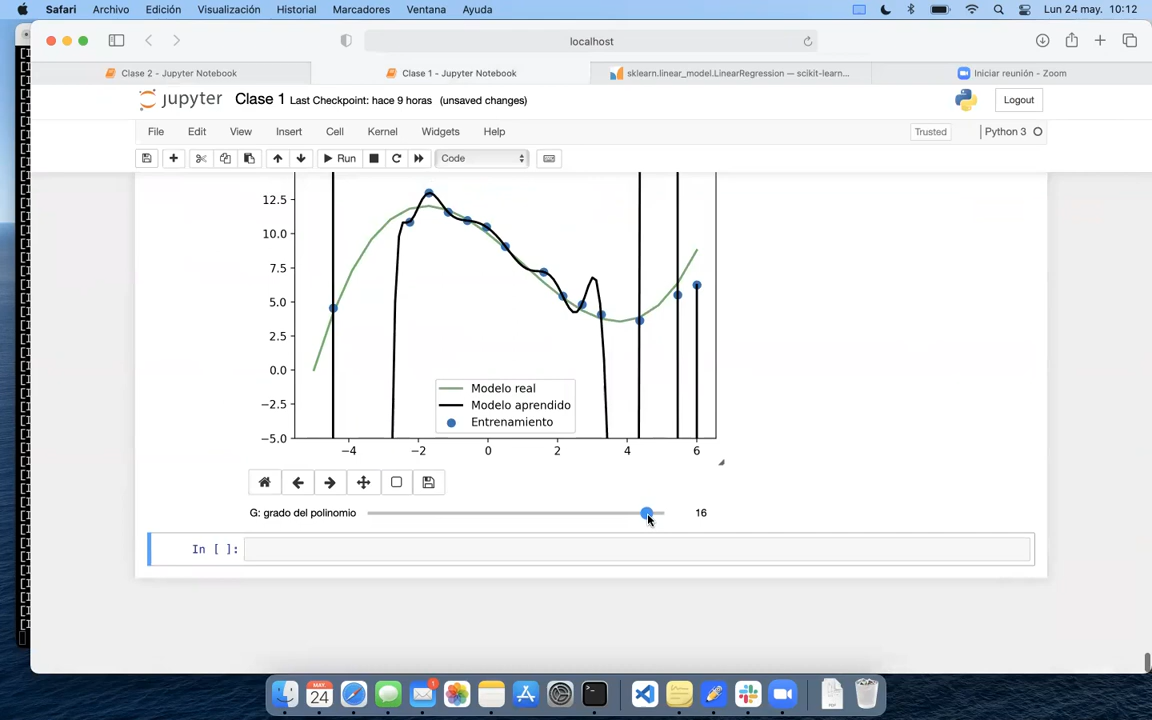 Safari Archivo Edición Visualización Historial Marcadores Ventana Ayuda Lun 24 may. 10:12
localhost
Clase 2 - Jupyter Notebook Clase 1 - Jupyter Notebook sklearn.linear_model.LinearRegression — scikit-learn... Iniciar reunión - Zoom
jupyter Clase 1 Last Checkpoint: hace 9 horas (unsaved changes) Logout
File Edit View Insert Cell Kernel Widgets Help Trusted Python 3
Run Code
12.5
10.0
7.5
5.0
2.5
0.0
−2.5
−5.0
Modelo real
Modelo aprendido
Entrenamiento
−4 −2 0 2 4 6
G: grado del polinomio 16
In [ ]:
MAY
24
1